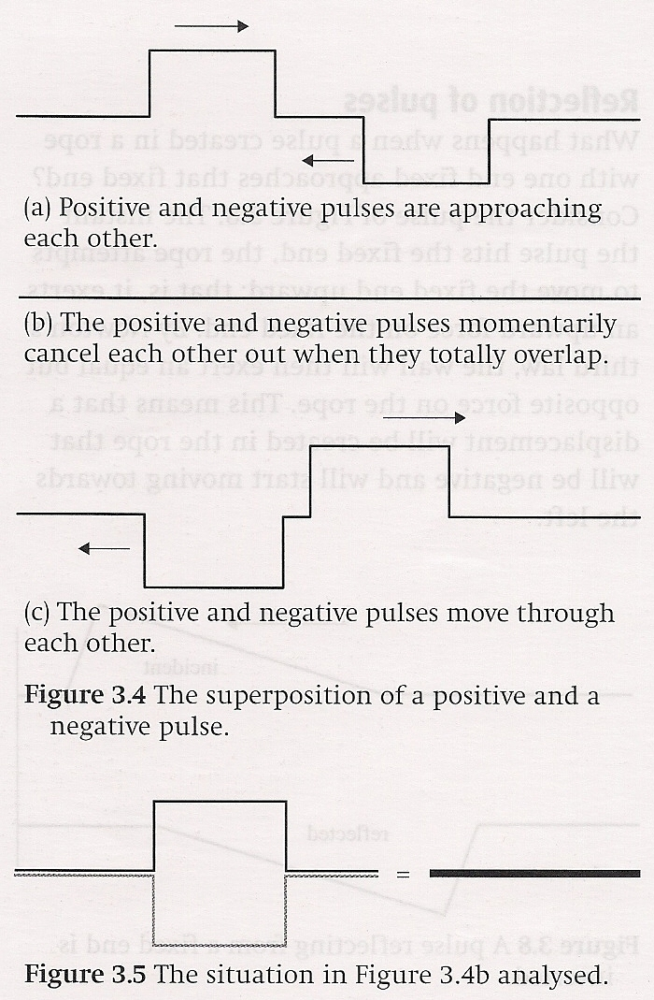 (a) Positive and negative pulses are approaching
each other.
(b) The positive and negative pulses momentarily
cancel each other out when they totally overlap.
(c) The positive and negative pulses move through
each other.
Figure 3.4 The superposition of a positive and a
negative pulse.
=
Figure 3.5 The situation in Figure 3.4b analysed.